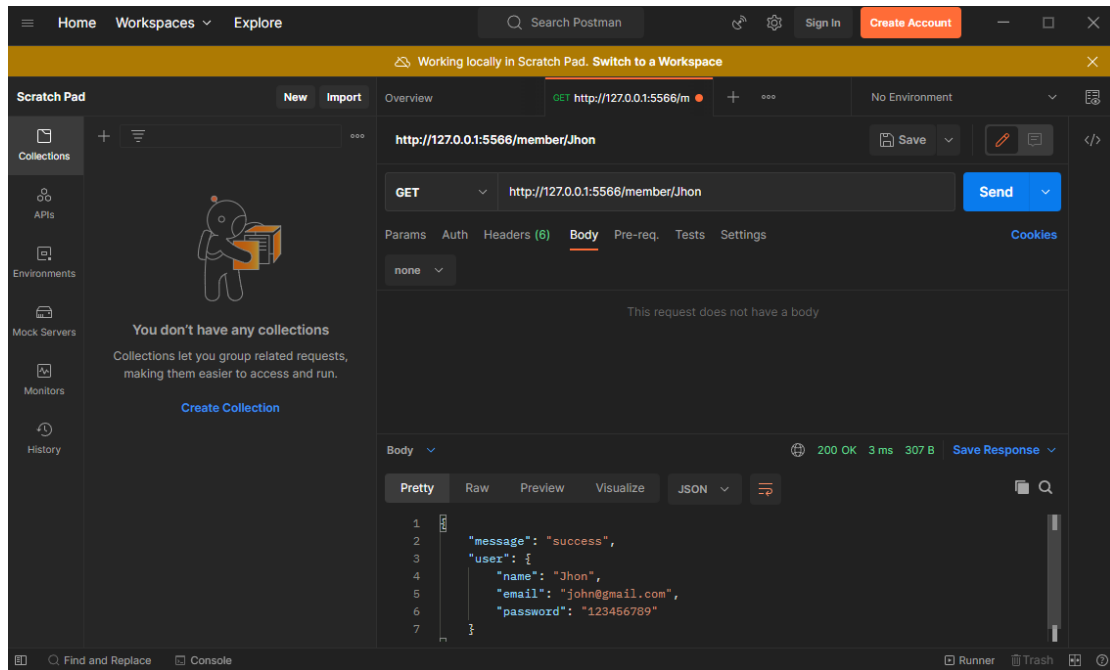 Home Workspaces Explore Search Postman Sign In Create Account
Working locally in Scratch Pad. Switch to a Workspace
Scratch Pad New Import Overview GET http://127.0.0.1:5566/m No Environment
Collections
APIs
Environments
Mock Servers
Monitors
History
You don't have any collections
Collections let you group related requests,
making them easier to access and run.
Create Collection
http://127.0.0.1:5566/member/Jhon Save
GET http://127.0.0.1:5566/member/Jhon Send
Params Auth Headers (6) Body Pre-req. Tests Settings Cookies
none
This request does not have a body
Body 200 OK 3 ms 307 B Save Response
Pretty Raw Preview Visualize JSON
1 {
2 "message": "success",
3 "user": {
4 "name": "Jhon",
5 "email": "john@gmail.com",
6 "password": "123456789"
7 }
Find and Replace Console Runner Trash